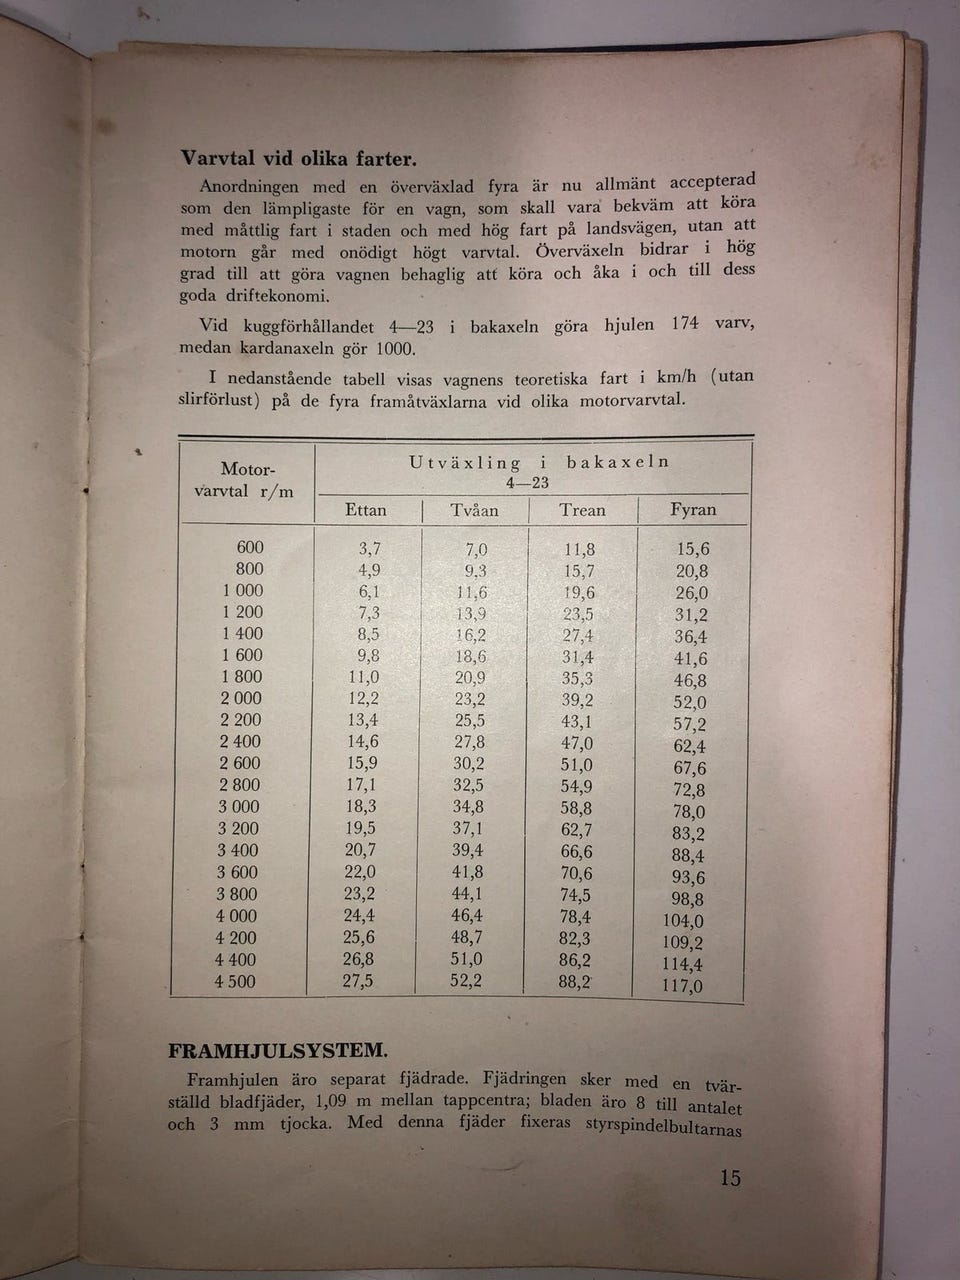 Varvtal vid olika farter.
Anordningen med en överväxlad fyra är nu allmänt accepterad
som den lämpligaste för en vagn, som skall vara bekväm att köra
med måttlig fart i staden och med hög fart på landsvägen, utan att
motorn går med onödigt högt varvtal. Överväxeln bidrar i hög
grad till att göra vagnen behaglig att köra och åka i och till dess
goda driftekonomi.
Vid kuggförhållandet 4—23 i bakaxeln göra hjulen 174 varv,
medan kardanaxeln gör 1000.
I nedanstående tabell visas vagnens teoretiska fart i km/h (utan
slirförlust) på de fyra framåtväxlarna vid olika motorvarvtal.
Motor-
varvtal r/m
Utväxling i bakaxeln
4—23
Ettan Tvåan Trean Fyran
600 3,7 7,0 11,8 15,6
800 4,9 9,3 15,7 20,8
1 000 6,1 11,6 19,6 26,0
1 200 7,3 13,9 23,5 31,2
1 400 8,5 16,2 27,4 36,4
1 600 9,8 18,6 31,4 41,6
1 800 11,0 20,9 35,3 46,8
2 000 12,2 23,2 39,2 52,0
2 200 13,4 25,5 43,1 57,2
2 400 14,6 27,8 47,0 62,4
2 600 15,9 30,2 51,0 67,6
2 800 17,1 32,5 54,9 72,8
3 000 18,3 34,8 58,8 78,0
3 200 19,5 37,1 62,7 83,2
3 400 20,7 39,4 66,6 88,4
3 600 22,0 41,8 70,6 93,6
3 800 23,2 44,1 74,5 98,8
4 000 24,4 46,4 78,4 104,0
4 200 25,6 48,7 82,3 109,2
4 400 26,8 51,0 86,2 114,4
4 500 27,5 52,2 88,2 117,0
FRAMHJULSYSTEM.
Framhjulen äro separat fjädrade. Fjädringen sker med en tvär-
ställd bladfjäder, 1,09 m mellan tappcentra; bladen äro 8 till antalet
och 3 mm tjocka. Med denna fjäder fixeras styrspindelbultarnas
15